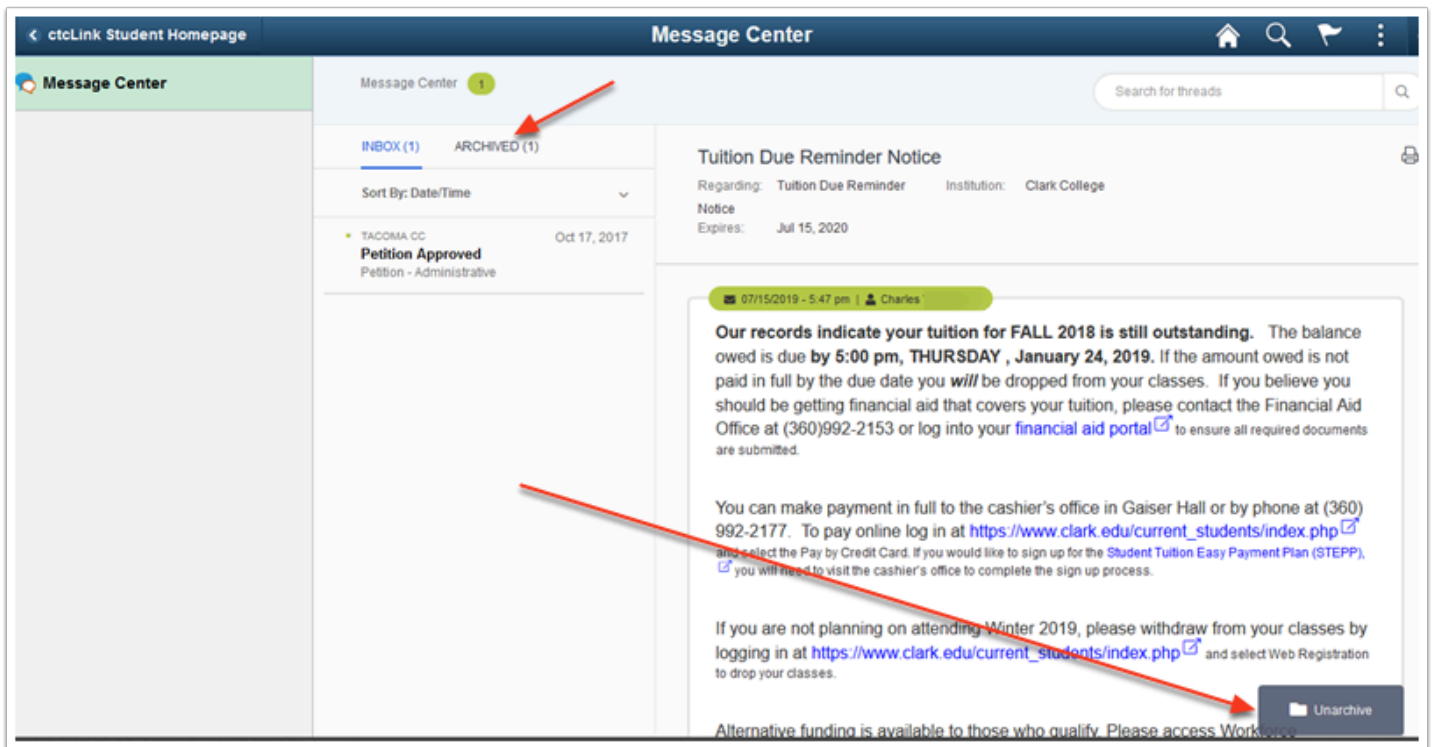 ctcLink Student Homepage
Message Center
Message Center
Message Center 1
Search for threads
INBOX (1) ARCHIVED (1)
Sort By: Date/Time
TACOMA CC Oct 17, 2017
Petition Approved
Petition - Administrative
Tuition Due Reminder Notice
Regarding: Tuition Due Reminder Institution: Clark College
Notice
Expires: Jul 15, 2020
07/15/2019 - 5:47 pm | Charles
Our records indicate your tuition for FALL 2018 is still outstanding. The balance
owed is due by 5:00 pm, THURSDAY , January 24, 2019. If the amount owed is not
paid in full by the due date you will be dropped from your classes. If you believe you
should be getting financial aid that covers your tuition, please contact the Financial Aid
Office at (360)992-2153 or log into your financial aid portal to ensure all required documents
are submitted.
You can make payment in full to the cashier's office in Gaiser Hall or by phone at (360)
992-2177. To pay online log in at https://www.clark.edu/current_students/index.php
and select the Pay by Credit Card. If you would like to sign up for the Student Tuition Easy Payment Plan (STEPP),
you will need to visit the cashier's office to complete the sign up process.
If you are not planning on attending Winter 2019, please withdraw from your classes by
logging in at https://www.clark.edu/current_students/index.php and select Web Registration
to drop your classes.
Unarchive
Alternative funding is available to those who qualify. Please access Workforce